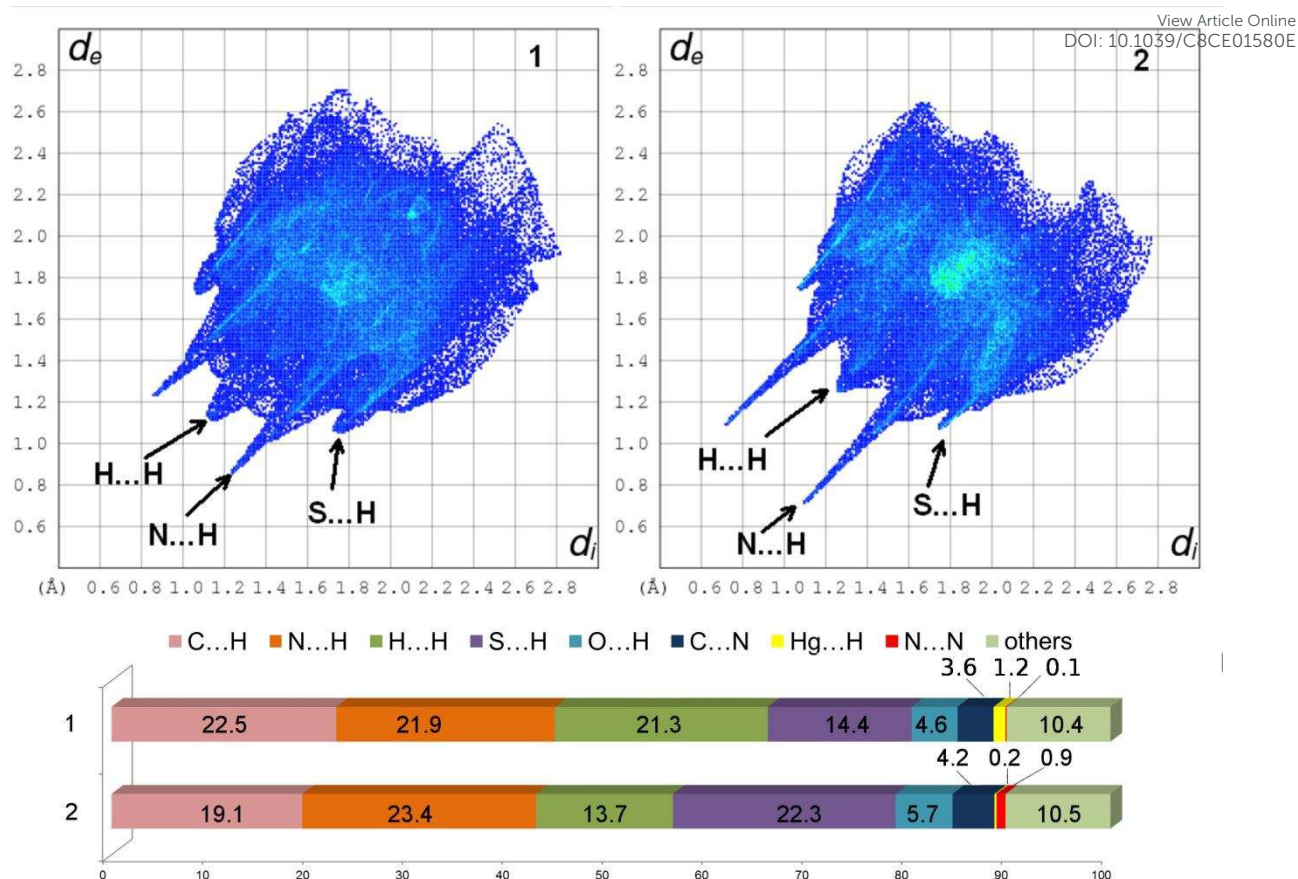 View Article Online
DOI: 10.1039/C8CE01580E
de 1
2.8
2.6
2.4
2.2
2.0
1.8
1.6
1.4
1.2
1.0
0.8
0.6
H...H
N...H
S...H
di
(Å) 0.6 0.8 1.0 1.2 1.4 1.6 1.8 2.0 2.2 2.4 2.6 2.8
de 2
2.8
2.6
2.4
2.2
2.0
1.8
1.6
1.4
1.2
1.0
0.8
0.6
H...H
N...H
S...H
di
(Å) 0.6 0.8 1.0 1.2 1.4 1.6 1.8 2.0 2.2 2.4 2.6 2.8
C...H N...H H...H S...H O...H C...N Hg...H N...N others
3.6 1.2 0.1
1 22.5 21.9 21.3 14.4 4.6 10.4
4.2 0.2 0.9
2 19.1 23.4 13.7 22.3 5.7 10.5
0 10 20 30 40 50 60 70 80 90 100